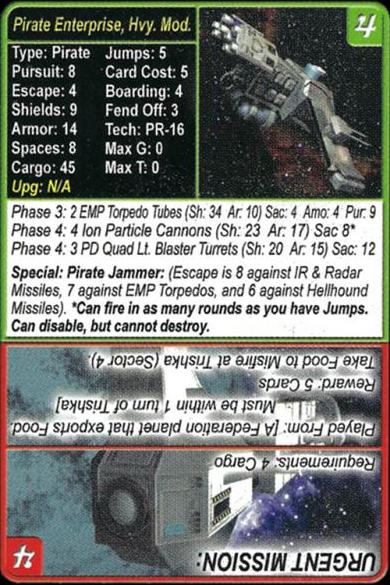 Pirate Enterprise, Hvy. Mod.
4
Type: Pirate Jumps: 5
Pursuit: 8 Card Cost: 5
Escape: 4 Boarding: 4
Shields: 9 Fend Off: 3
Armor: 14 Tech: PR-16
Spaces: 8 Max G: 0
Cargo: 45 Max T: 0
Upg: N/A
Phase 3: 2 EMP Torpedo Tubes (Sh: 34 Ar: 10) Sac: 4 Amo: 4 Pur: 9
Phase 4: 4 Ion Particle Cannons (Sh: 23 Ar: 17) Sac 8*
Phase 4: 3 PD Quad Lt. Blaster Turrets (Sh: 20 Ar: 15) Sac: 12
Special: Pirate Jammer: (Escape is 8 against IR & Radar
Missiles, 7 against EMP Torpedos, and 6 against Hellhound
Missiles). *Can fire in as many rounds as you have Jumps.
Can disable, but cannot destroy.
URGENT MISSION:
4
Requirements: 4 Cargo
Played From: [A Federation planet that exports Food.
Must be within 1 turn of Trishka]
Reward: 5 Cards
Take Food to Misfire at Trishka (Sector 4).